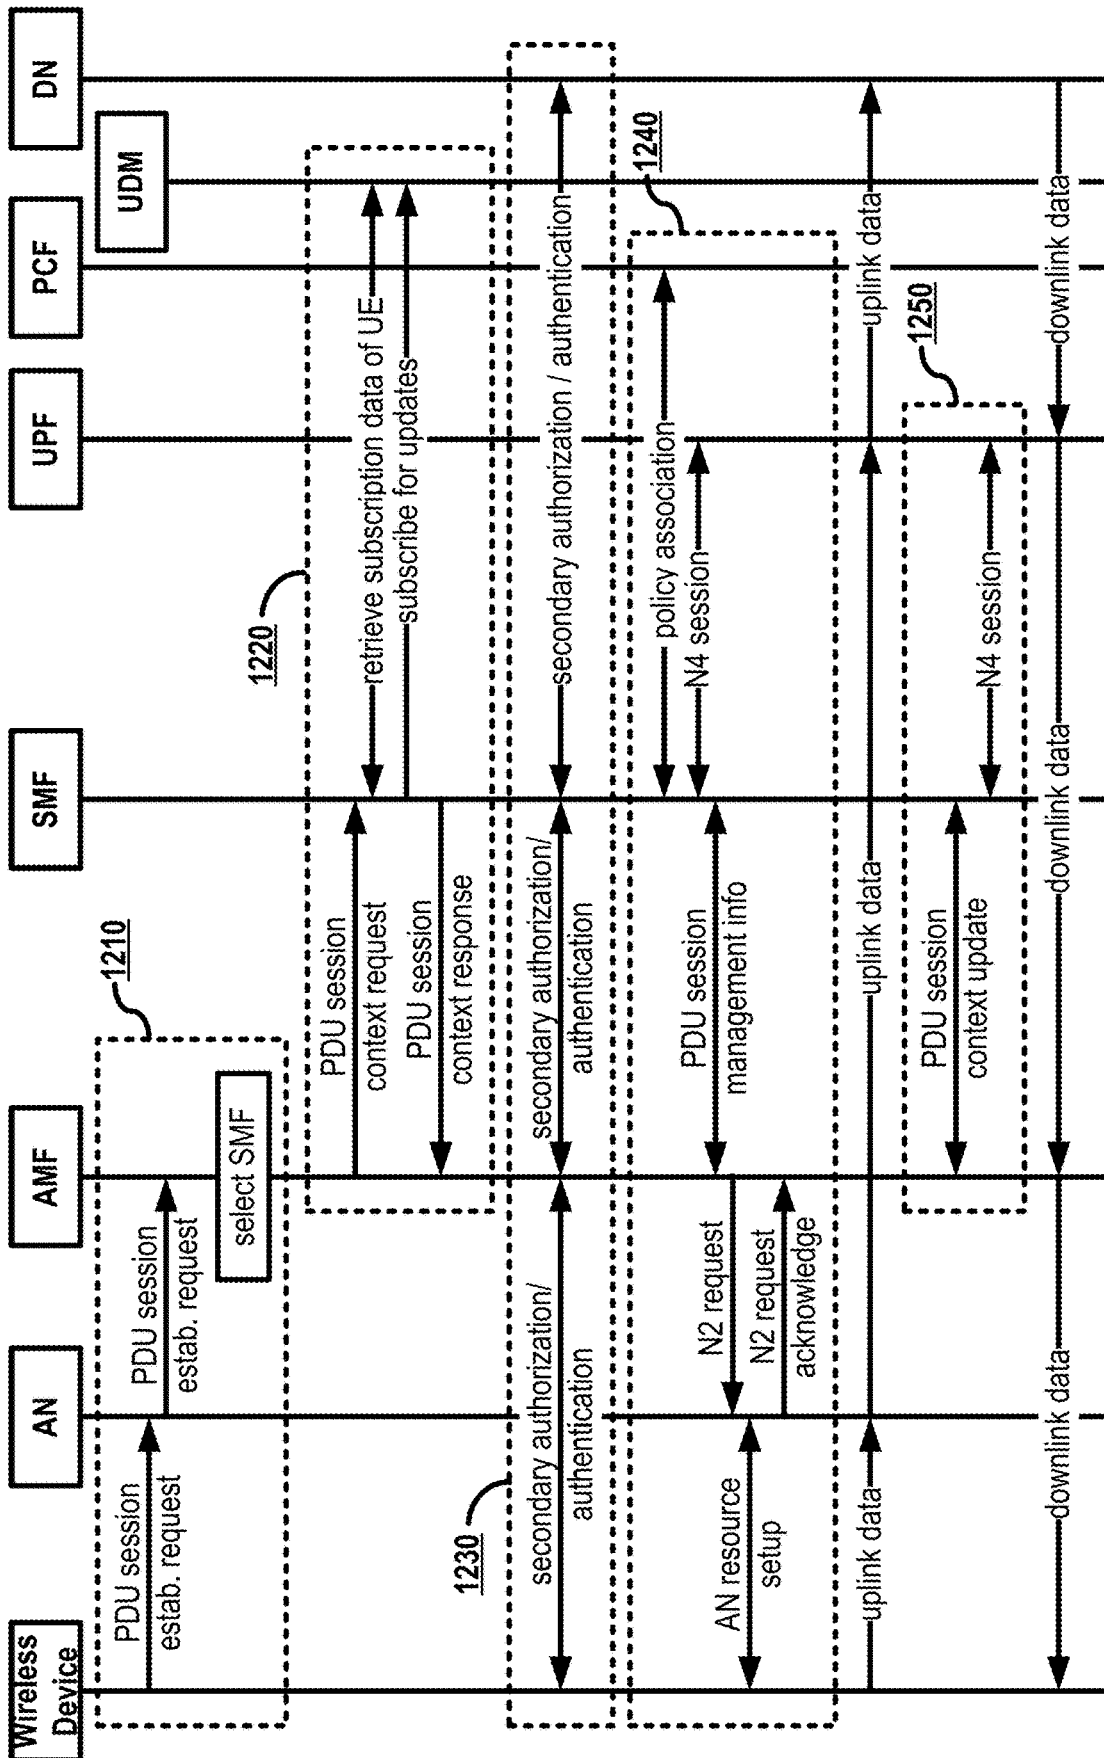 Wireless
Device
AN
AMF
SMF
UPF
PCF
UDM
DN
1210
PDU session
estab. request
PDU session
estab. request
select SMF
1220
PDU session
context request
retrieve subscription data of UE
subscribe for updates
PDU session
context response
1230
secondary authorization/
authentication
secondary authorization/
authentication
secondary authorization / authentication
1240
policy association
N4 session
PDU session
management info
N2 request
AN resource
setup
N2 request
acknowledge
uplink data
uplink data
uplink data
1250
PDU session
context update
N4 session
downlink data
downlink data
downlink data